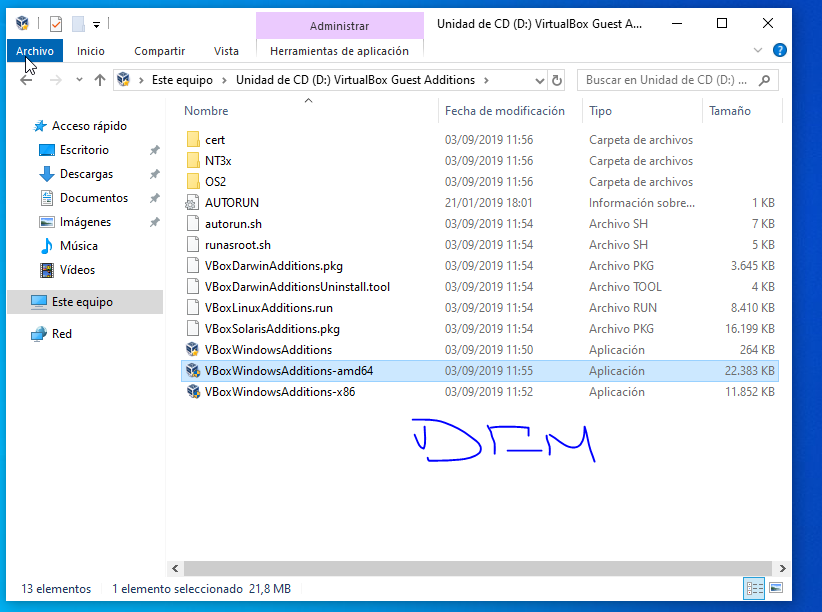 Administrar
Unidad de CD (D:) VirtualBox Guest A...
Archivo
Inicio
Compartir
Vista
Herramientas de aplicación
Este equipo > Unidad de CD (D:) VirtualBox Guest Additions >
Buscar en Unidad de CD (D:) ...
Nombre Fecha de modificación Tipo Tamaño
Acceso rápido
Escritorio
Descargas
Documentos
Imágenes
Música
Vídeos
Este equipo
Red
cert 03/09/2019 11:56 Carpeta de archivos
NT3x 03/09/2019 11:56 Carpeta de archivos
OS2 03/09/2019 11:56 Carpeta de archivos
AUTORUN 21/01/2019 18:01 Información sobre... 1 KB
autorun.sh 03/09/2019 11:54 Archivo SH 7 KB
runasroot.sh 03/09/2019 11:54 Archivo SH 5 KB
VBoxDarwinAdditions.pkg 03/09/2019 11:54 Archivo PKG 3.645 KB
VBoxDarwinAdditionsUninstall.tool 03/09/2019 11:54 Archivo TOOL 4 KB
VBoxLinuxAdditions.run 03/09/2019 11:54 Archivo RUN 8.410 KB
VBoxSolarisAdditions.pkg 03/09/2019 11:54 Archivo PKG 16.199 KB
VBoxWindowsAdditions 03/09/2019 11:50 Aplicación 264 KB
VBoxWindowsAdditions-amd64 03/09/2019 11:55 Aplicación 22.383 KB
VBoxWindowsAdditions-x86 03/09/2019 11:52 Aplicación 11.852 KB
13 elementos 1 elemento seleccionado 21,8 MB